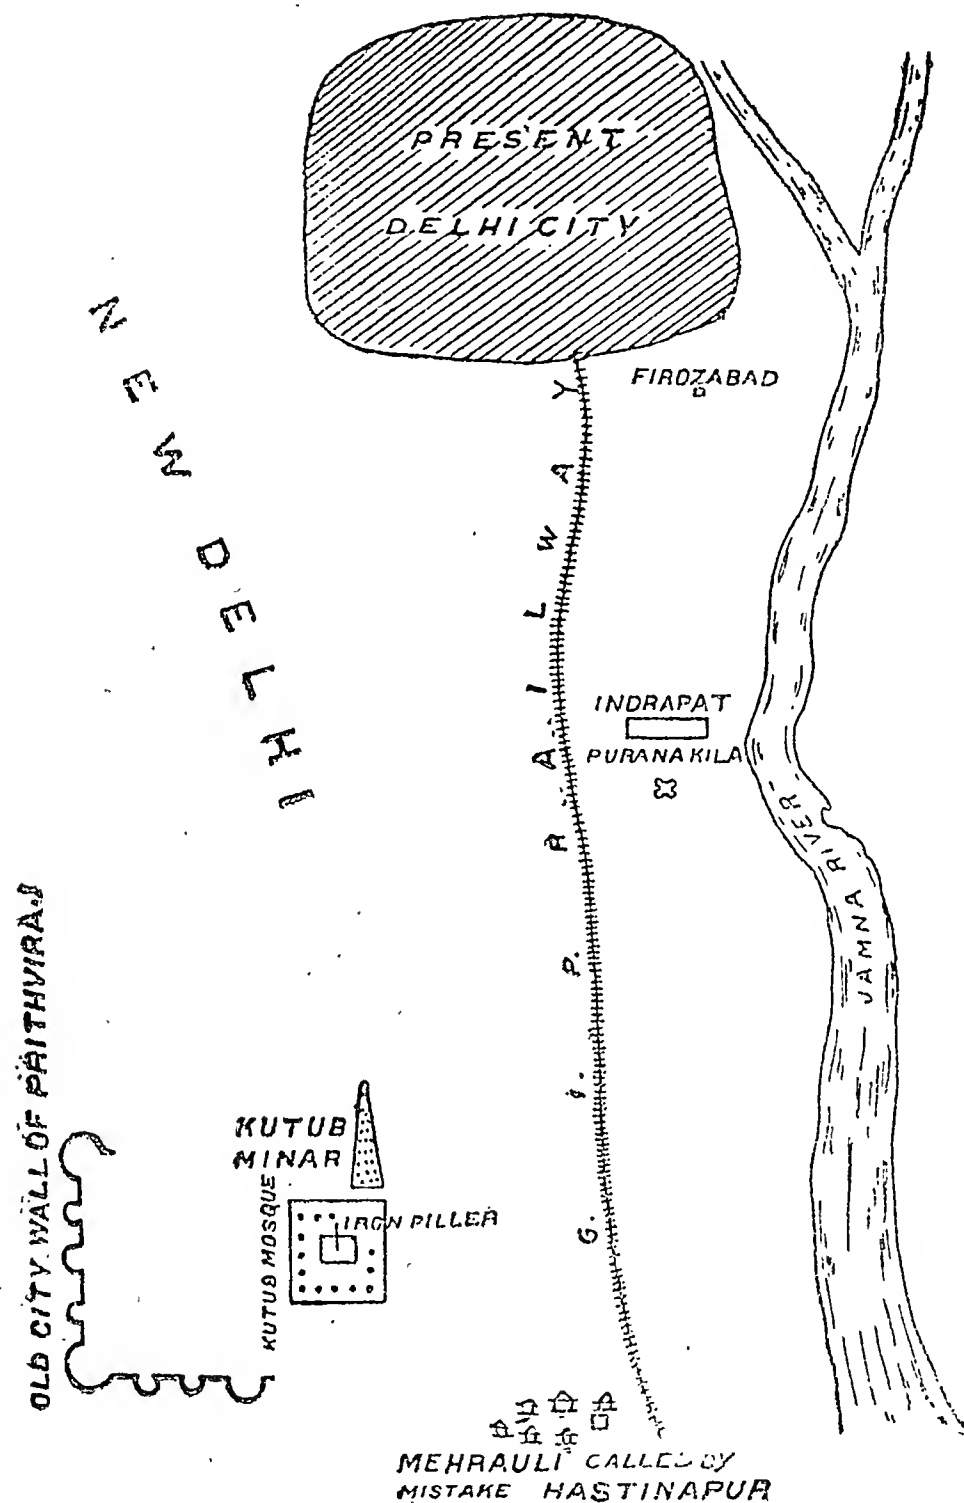 PRESENT
DELHI CITY
NEW DELHI
FIROZABAD
G. I. P. RAILWAY
INDRAPAT
PURANA KILA
JAMNA RIVER
OLD CITY WALL OF PRITHVIRAJ
KUTUB
MINAR
KUTUB MOSQUE
IRON PILLER
MEHRAULI CALLED BY
MISTAKE HASTINAPUR